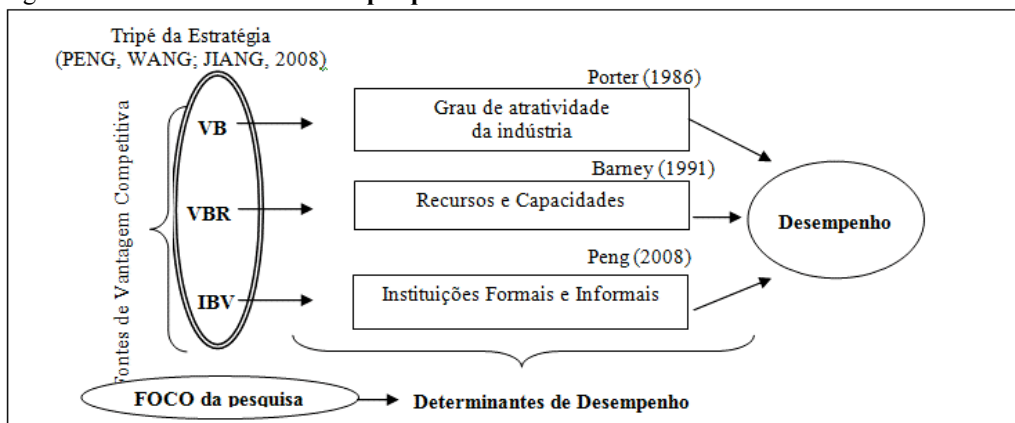 Tripé da Estratégia
(PENG, WANG; JIANG, 2008)
Fontes de Vantagem Competitiva
VB
VBR
IBV
Porter (1986)
Grau de atratividade
da indústria
Barney (1991)
Recursos e Capacidades
Peng (2008)
Instituições Formais e Informais
Desempenho
FOCO da pesquisa
Determinantes de Desempenho